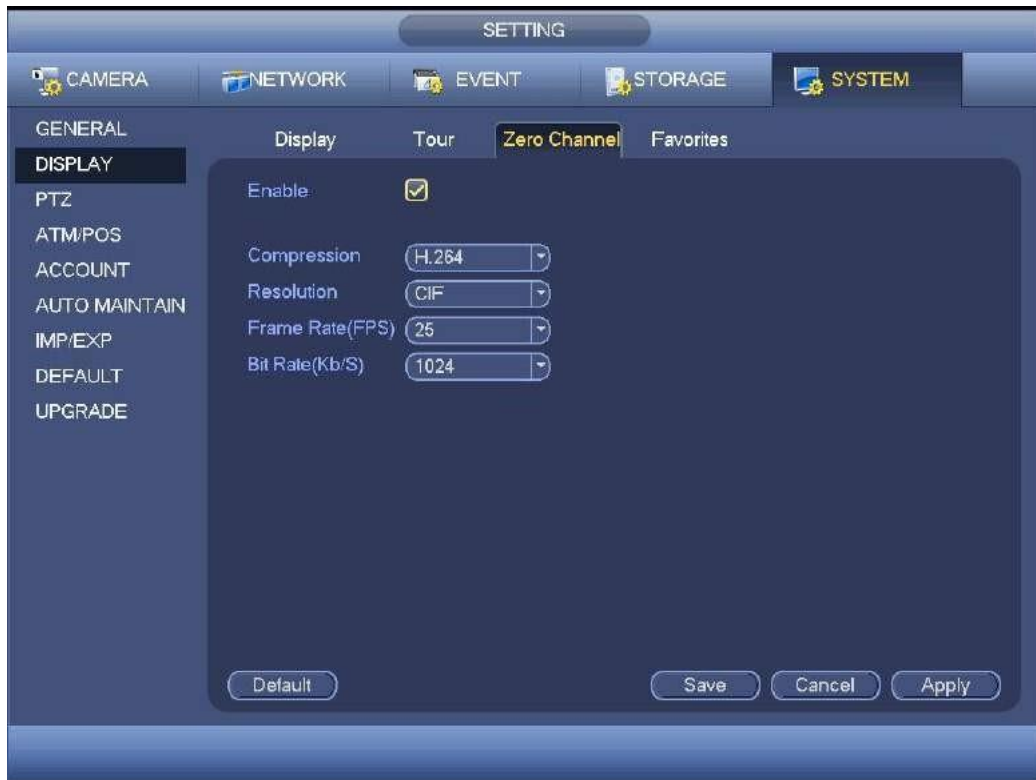 SETTING
CAMERA NETWORK EVENT STORAGE SYSTEM
GENERAL
DISPLAY
PTZ
ATM/POS
ACCOUNT
AUTO MAINTAIN
IMP/EXP
DEFAULT
UPGRADE
Display Tour Zero Channel Favorites
Enable
Compression H.264
Resolution CIF
Frame Rate(FPS) 25
Bit Rate(Kb/S) 1024
Default Save Cancel Apply